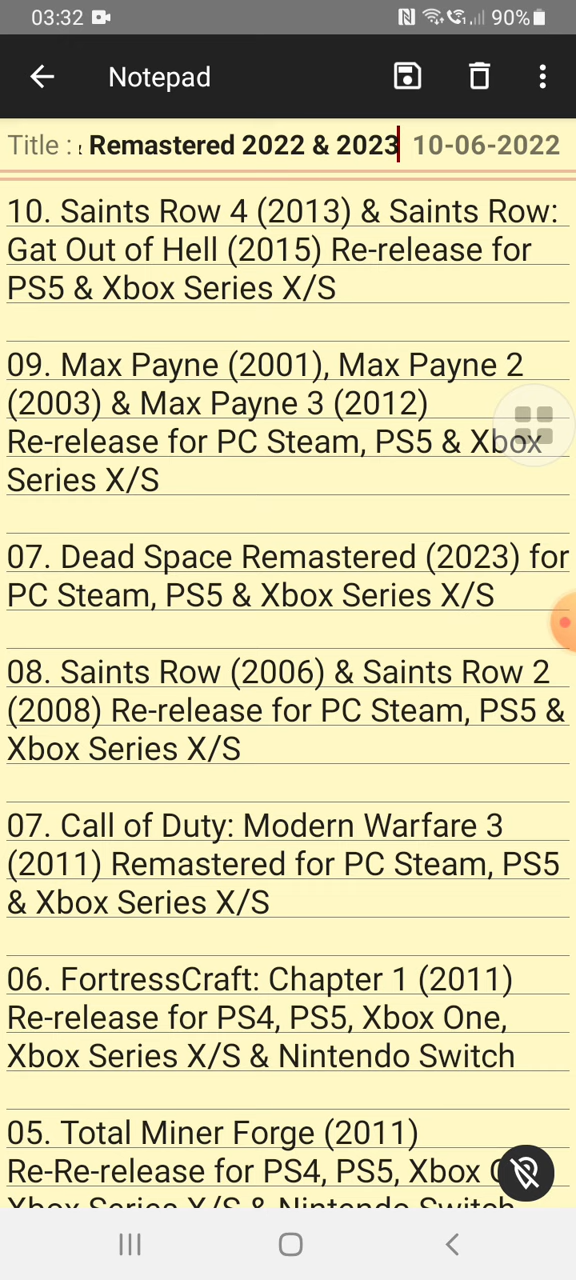 03:32 90%
Notepad
Title : Remastered 2022 & 2023 10-06-2022
10. Saints Row 4 (2013) & Saints Row:
Gat Out of Hell (2015) Re-release for
PS5 & Xbox Series X/S
09. Max Payne (2001), Max Payne 2
(2003) & Max Payne 3 (2012)
Re-release for PC Steam, PS5 & Xbox
Series X/S
07. Dead Space Remastered (2023) for
PC Steam, PS5 & Xbox Series X/S
08. Saints Row (2006) & Saints Row 2
(2008) Re-release for PC Steam, PS5 &
Xbox Series X/S
07. Call of Duty: Modern Warfare 3
(2011) Remastered for PC Steam, PS5
& Xbox Series X/S
06. FortressCraft: Chapter 1 (2011)
Re-release for PS4, PS5, Xbox One,
Xbox Series X/S & Nintendo Switch
05. Total Miner Forge (2011)
Re-Re-release for PS4, PS5, Xbox
Xbox Series X/S & Nintendo Switch